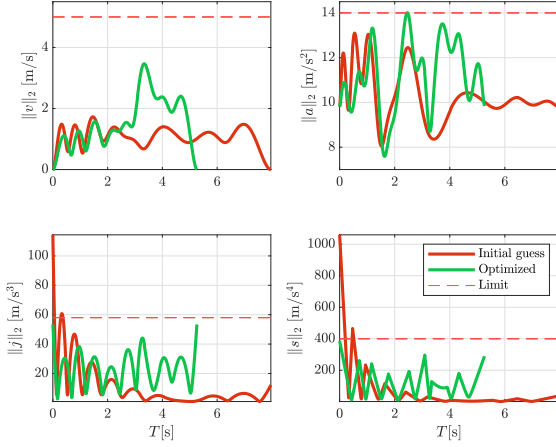 ‖v‖₂ [m/s]
4
2
0
0 2 4 6
‖a‖₂ [m/s²]
14
12
10
8
0 2 4 6
‖j‖₂ [m/s³]
100
80
60
40
20
0 2 4 6
T[s]
‖s‖₂ [m/s⁴]
1000
800
600
400
200
0 2 4 6
T[s]
Initial guess
Optimized
Limit